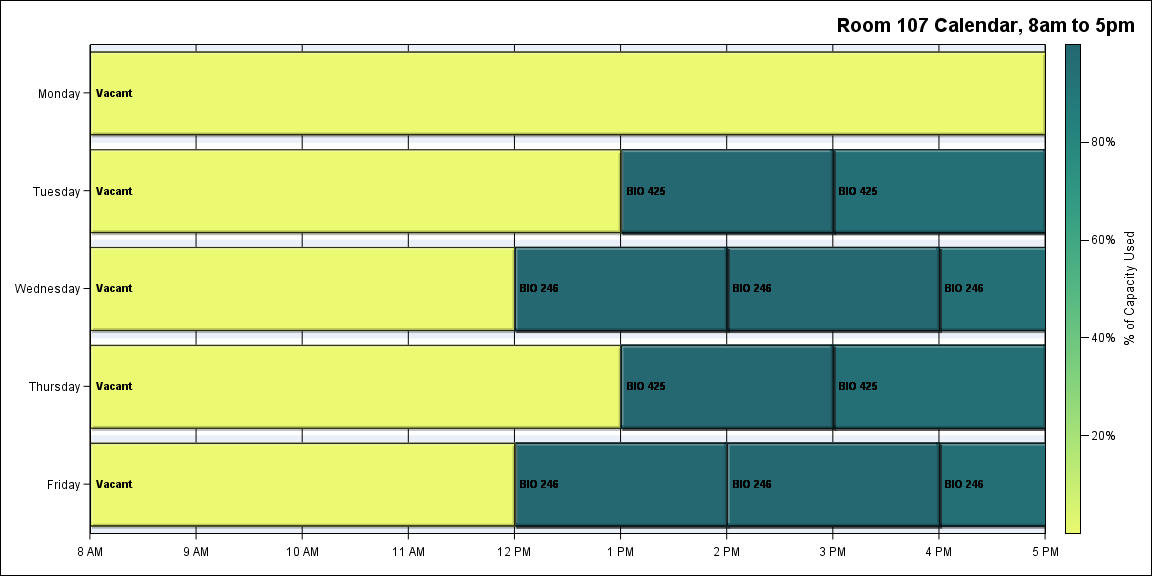 Room 107 Calendar, 8am to 5pm
Monday
Vacant
Tuesday
Vacant
BIO 425
BIO 425
Wednesday
Vacant
BIO 246
BIO 246
BIO 246
Thursday
Vacant
BIO 425
BIO 425
Friday
Vacant
BIO 246
BIO 246
BIO 246
8 AM
9 AM
10 AM
11 AM
12 PM
1 PM
2 PM
3 PM
4 PM
5 PM
80%
60%
40%
20%
% of Capacity Used